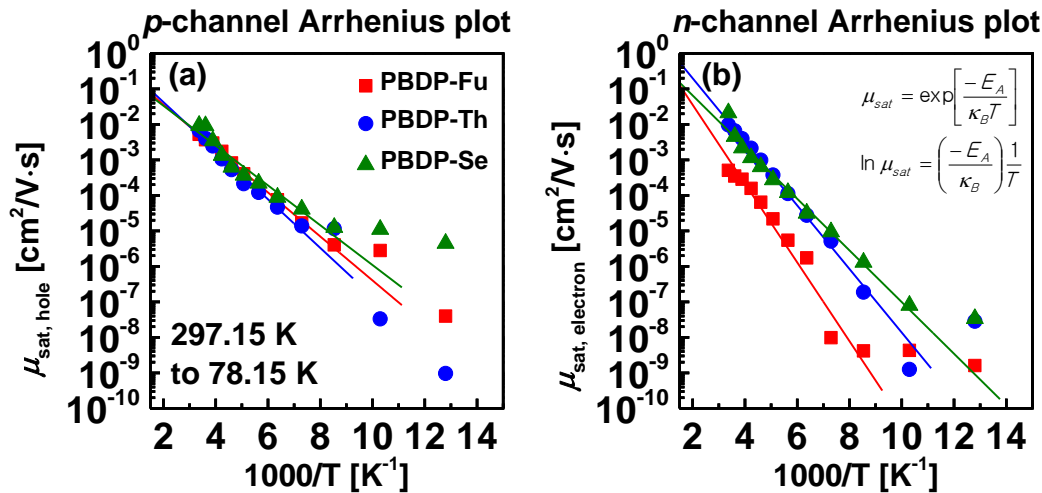 p-channel Arrhenius plot
(a)
PBDP-Fu
PBDP-Th
PBDP-Se
297.15 K
to 78.15 K
μsat, hole [cm²/V·s]
10⁰
10⁻¹
10⁻²
10⁻³
10⁻⁴
10⁻⁵
10⁻⁶
10⁻⁷
10⁻⁸
10⁻⁹
10⁻¹⁰
2 4 6 8 10 12 14
1000/T [K⁻¹]
n-channel Arrhenius plot
(b)
μsat = exp[−EA / κBT]
ln μsat = (−EA / κB) 1/T
μsat, electron [cm²/V·s]
10⁰
10⁻¹
10⁻²
10⁻³
10⁻⁴
10⁻⁵
10⁻⁶
10⁻⁷
10⁻⁸
10⁻⁹
10⁻¹⁰
2 4 6 8 10 12 14
1000/T [K⁻¹]